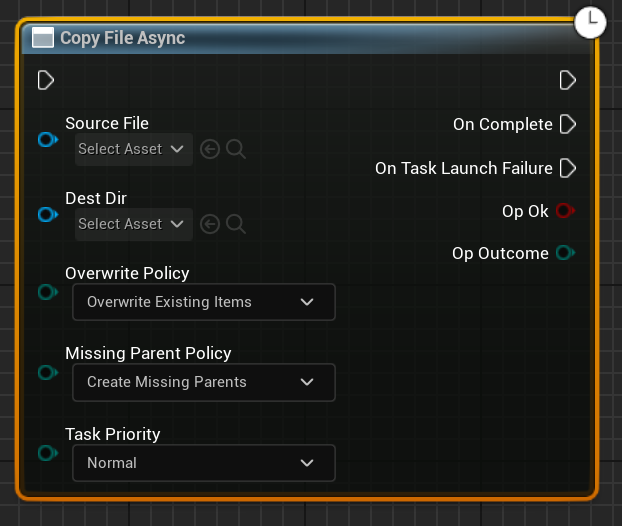 Copy File Async
Source File
Select Asset
On Complete
On Task Launch Failure
Dest Dir
Select Asset
Op Ok
Op Outcome
Overwrite Policy
Overwrite Existing Items
Missing Parent Policy
Create Missing Parents
Task Priority
Normal